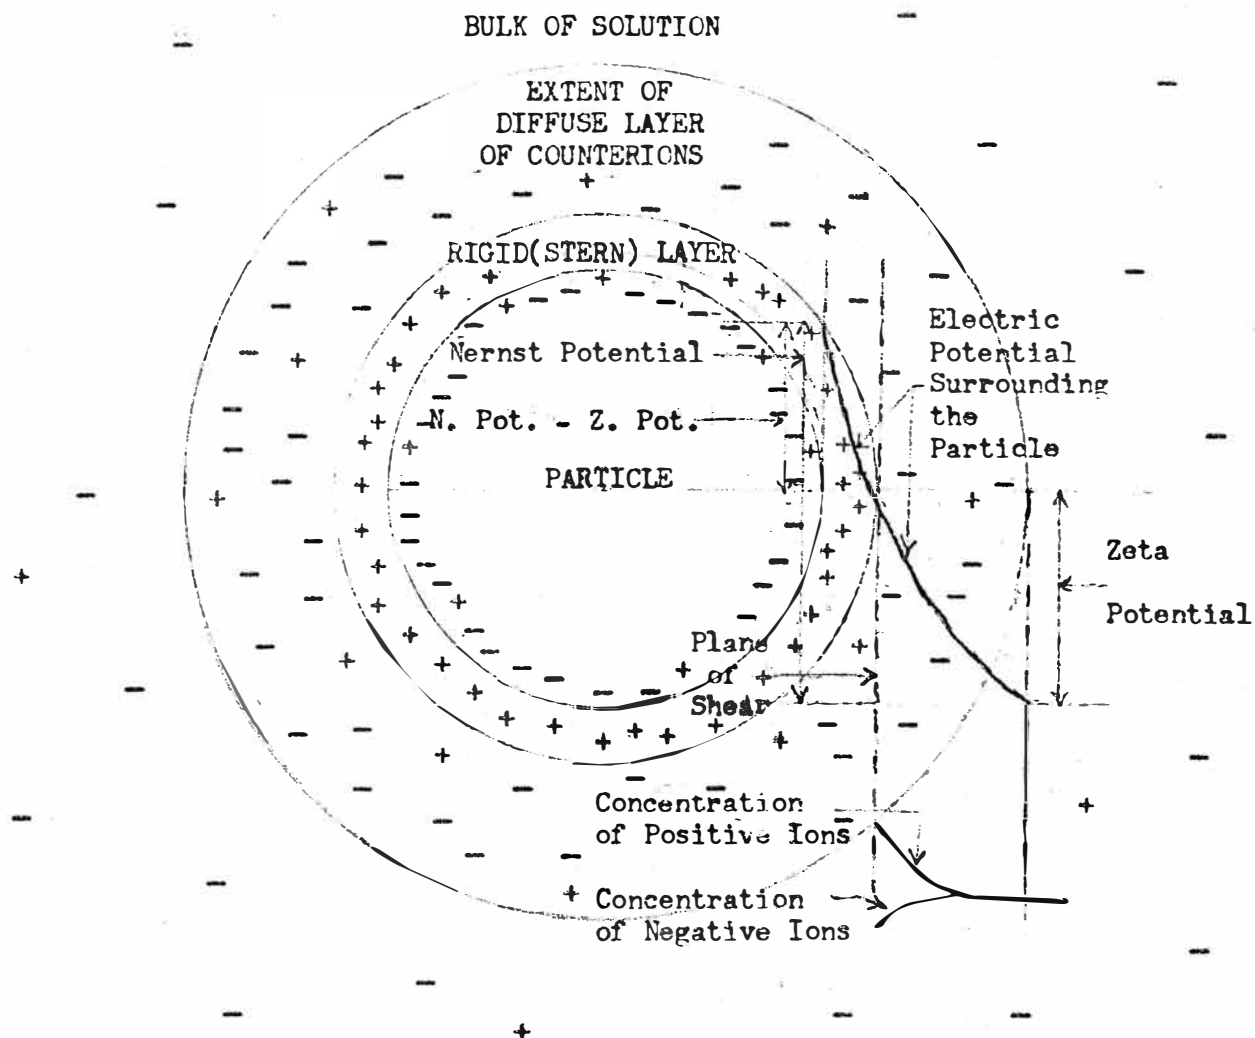 BULK OF SOLUTION
EXTENT OF
DIFFUSE LAYER
OF COUNTERIONS
RIGID(STERN) LAYER
Nernst Potential
N. Pot. - Z. Pot.
PARTICLE
Electric
Potential
Surrounding
the
Particle
Zeta
Potential
Plane
of
Shear
Concentration
of Positive Ions
Concentration
of Negative Ions